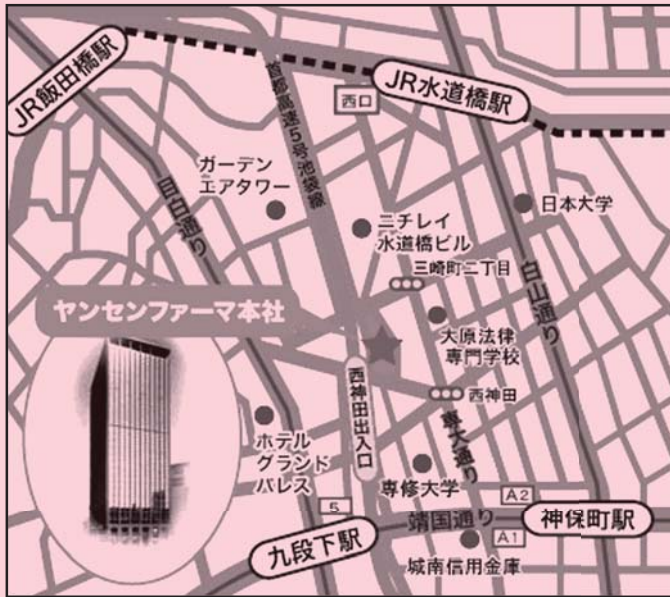 JR飯田橋駅
首都高速5号池袋線
西口
JR水道橋駅
ガーデン
エアタワー
目白通り
ニチレイ
水道橋ビル
日本大学
三崎町二丁目
白山通り
ヤンセンファーマ本社
大原法律
専門学校
西神田出入口
西神田
ホテル
グランド
パレス
専大通り
専修大学
5
A2
九段下駅
靖国通り
神保町駅
A1
城南信用金庫